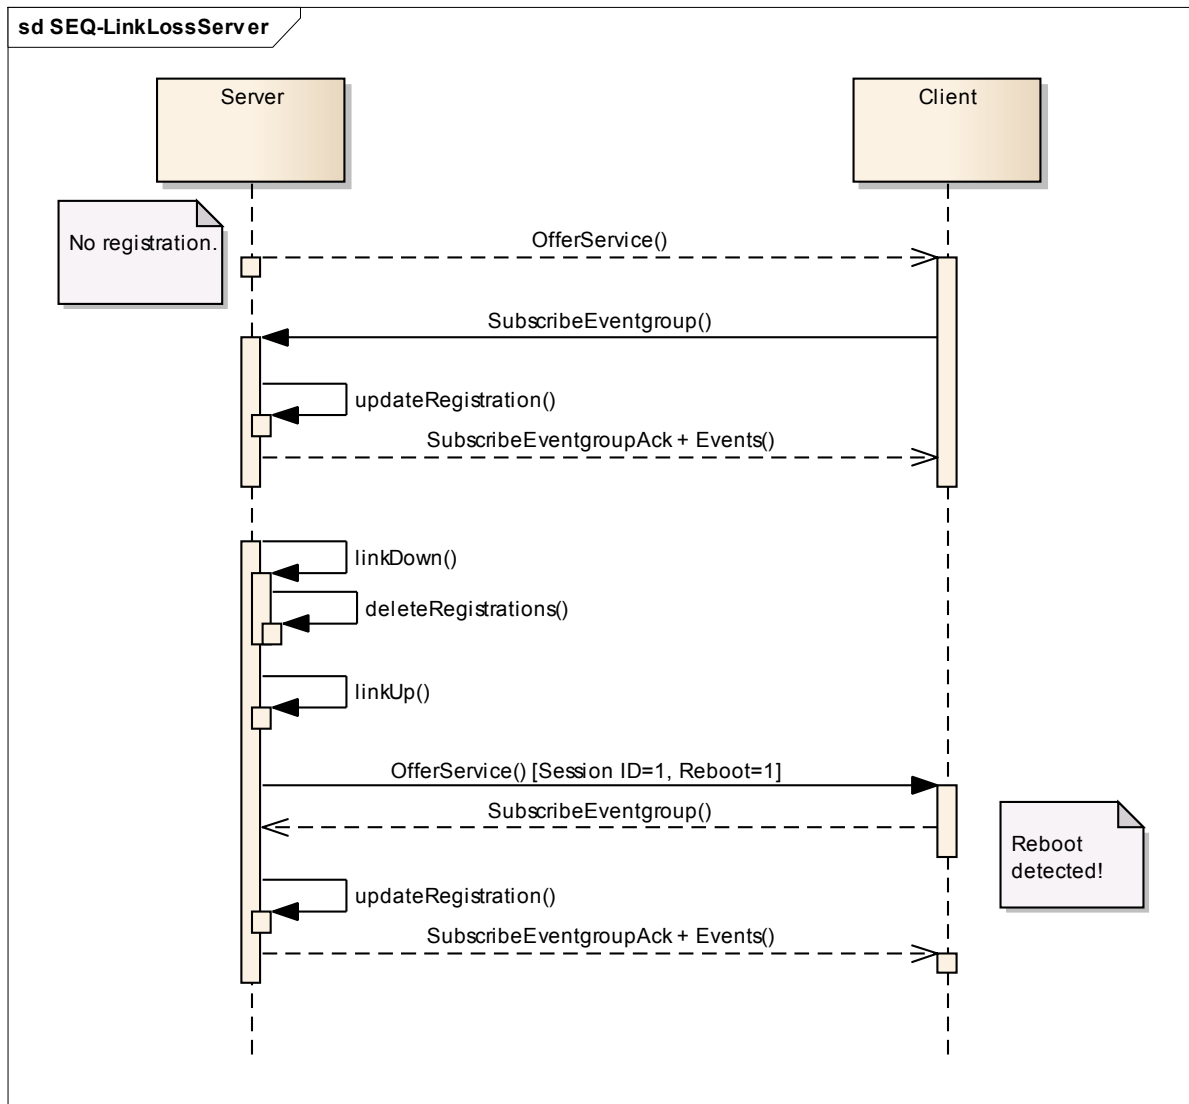 sd SEQ-LinkLossServer
Server
Client
No registration.
OfferService()
SubscribeEventgroup()
updateRegistration()
SubscribeEventgroupAck + Events()
linkDown()
deleteRegistrations()
linkUp()
OfferService() [Session ID=1, Reboot=1]
SubscribeEventgroup()
Reboot
detected!
updateRegistration()
SubscribeEventgroupAck + Events()